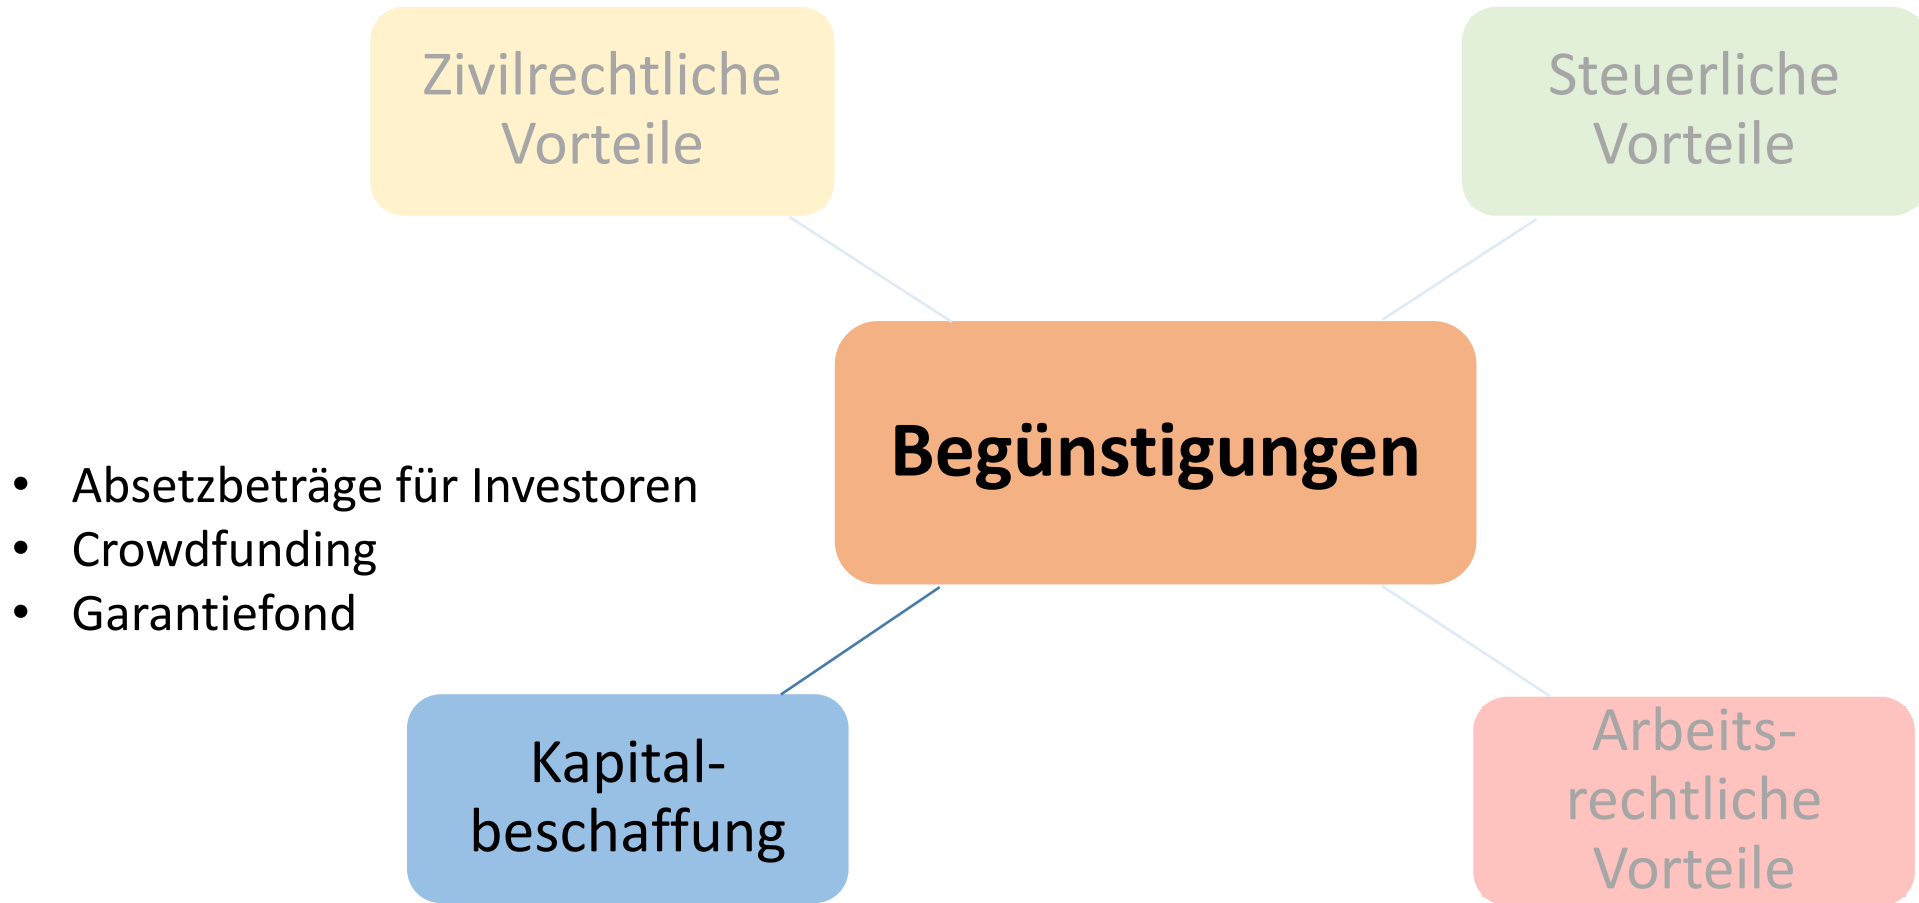 Zivilrechtliche
Vorteile
Steuerliche
Vorteile
Begünstigungen
• Absetzbeträge für Investoren
• Crowdfunding
• Garantiefond
Kapital-
beschaffung
Arbeits-
rechtliche
Vorteile